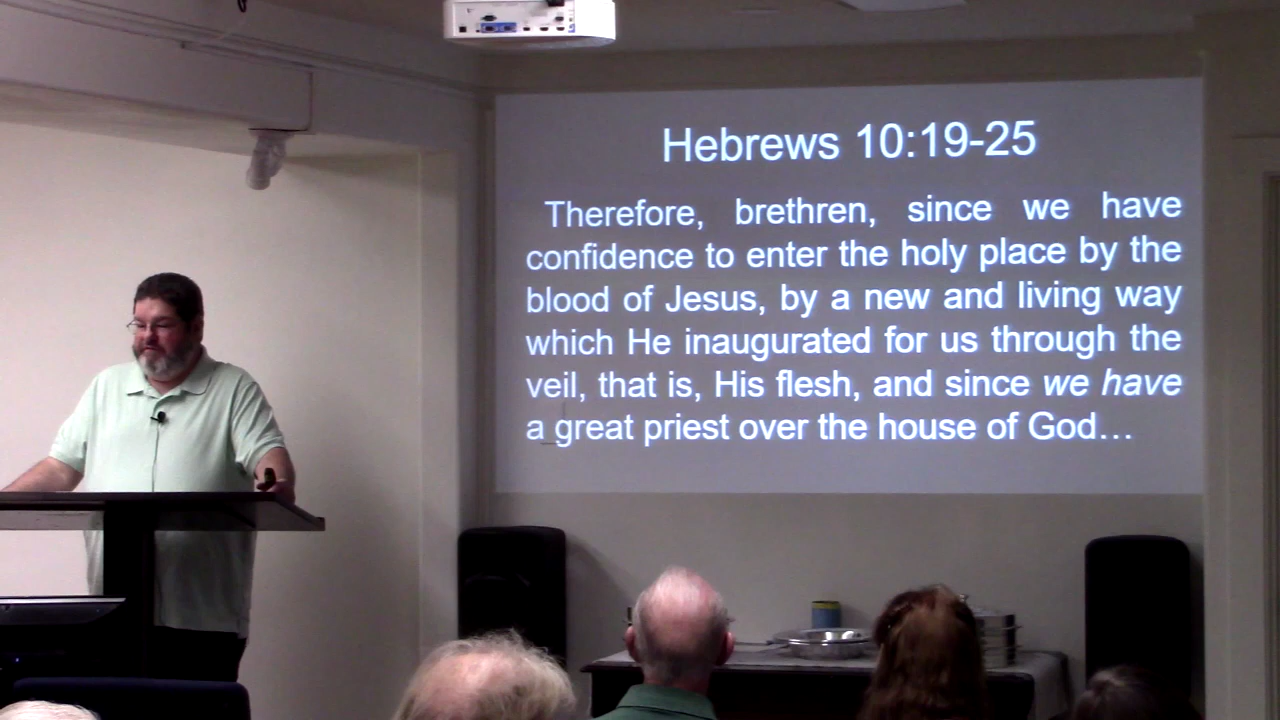 Hebrews 10:19-25
Therefore, brethren, since we have
confidence to enter the holy place by the
blood of Jesus, by a new and living way
which He inaugurated for us through the
veil, that is, His flesh, and since we have
a great priest over the house of God…